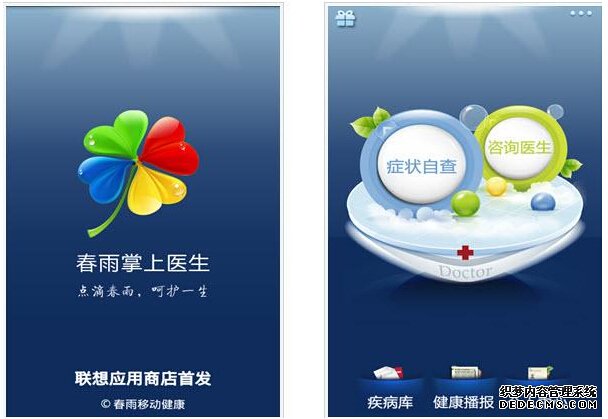 春雨掌上医生
点滴春雨，呵护一生
联想应用商店首发
© 春雨移动健康
症状自查
咨询医生
Doctor
疾病库
健康播报
织梦内容管理系统
DEDECMS.COM